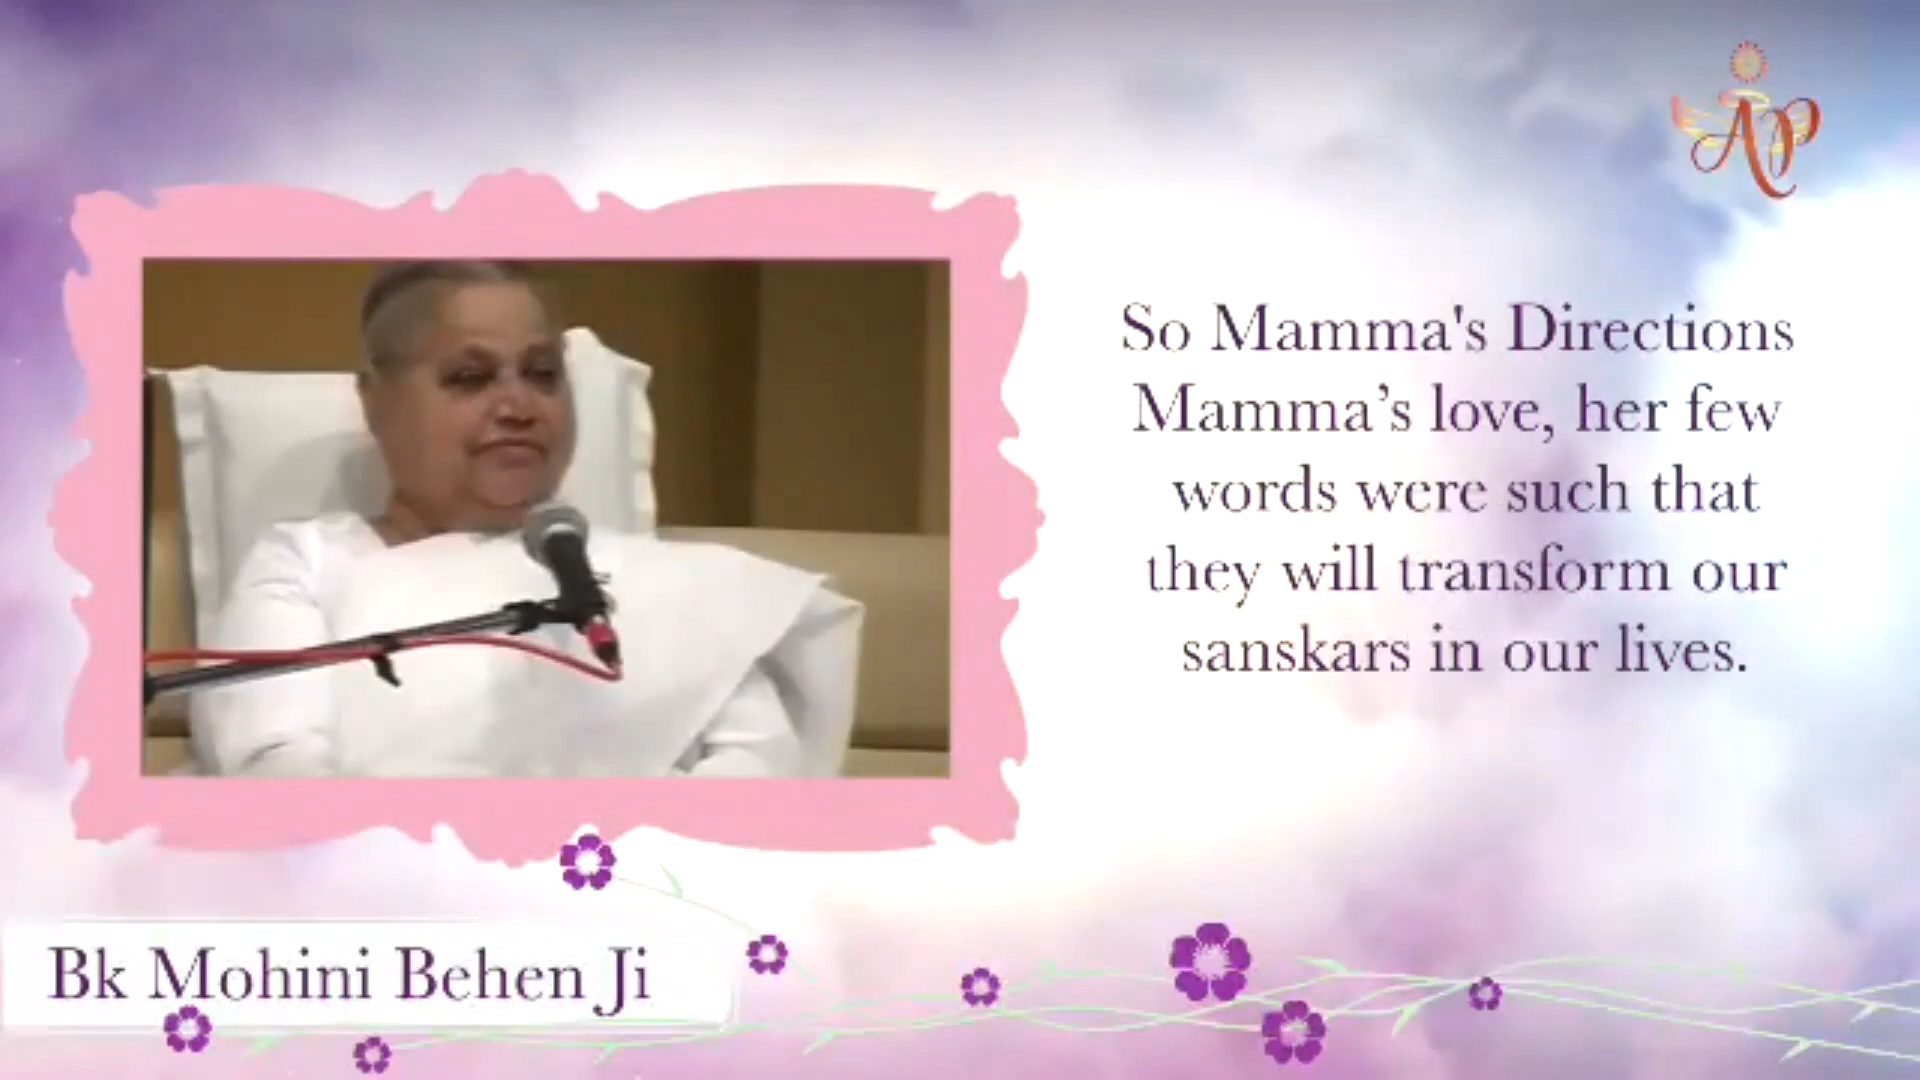 AP
So Mamma's Directions
Mamma’s love, her few
words were such that
they will transform our
sanskars in our lives.
Bk Mohini Behen Ji